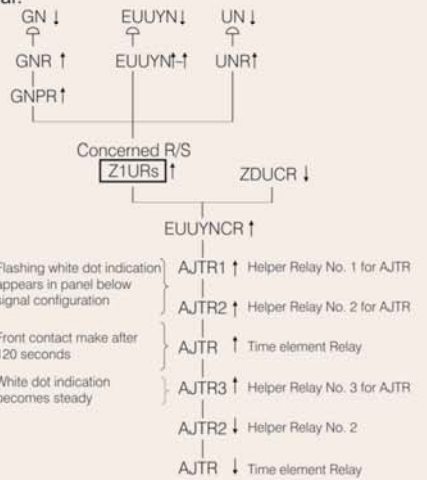 ar.
GN ↓ EUUYN↓ UN ↓
GNR ↑ EUUYNR↑ UNR↑
GNPR↑
Concerned R/S
Z1URs ↑ ZDUCR ↓
EUUYNCR ↑
Flashing white dot indication
appears in panel below
signal configuration
AJTR1 ↑ Helper Relay No. 1 for AJTR
AJTR2 ↑ Helper Relay No. 2 for AJTR
Front contact make after
120 seconds
AJTR ↑ Time element Relay
White dot indication
becomes steady
AJTR3 ↑ Helper Relay No. 3 for AJTR
AJTR2 ↓ Helper Relay No. 2
AJTR ↓ Time element Relay